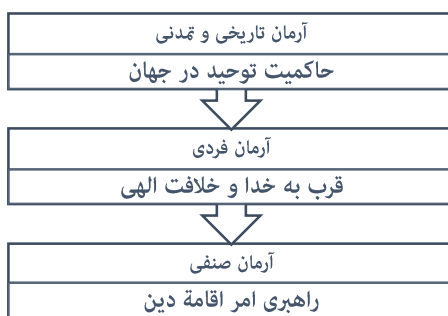 آرمان تاریخی و تمدنی
حاکمیت توحید در جهان
آرمان فردی
قرب به خدا و خلافت الهی
آرمان صنفی
راهبری امر اقامة دین